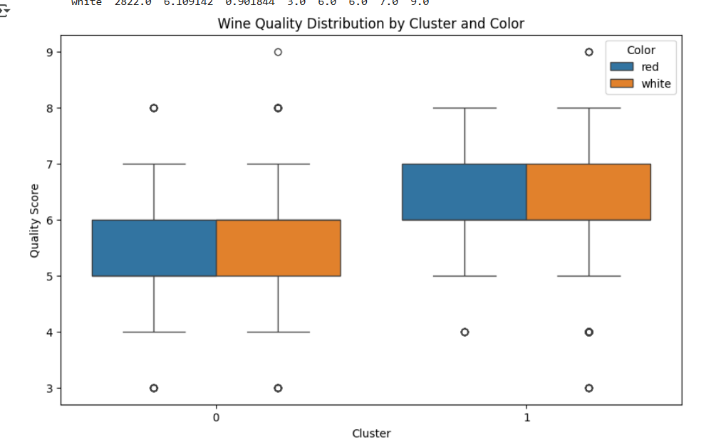 white 2822.0 6.109142 0.901844 3.0 6.0 6.0 7.0 9.0
Wine Quality Distribution by Cluster and Color
Color
red
white
9
8
7
6
5
4
3
Quality Score
0 1
Cluster